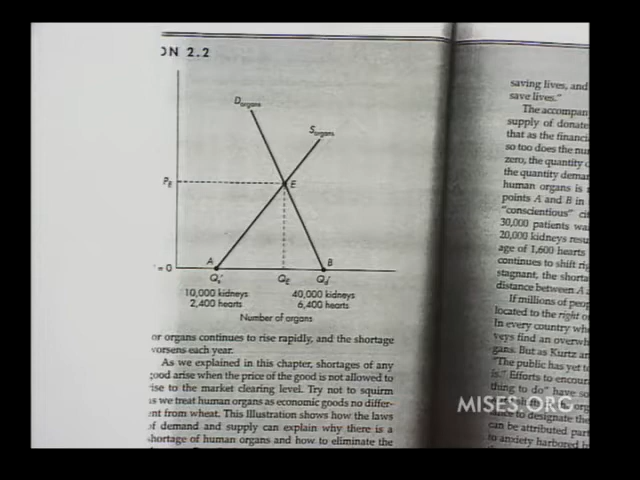 ON 2.2
D organs
S organs
P E
E
= 0
A
B
Q s
Q E
Q d
10,000 kidneys
40,000 kidneys
2,400 hearts
6,400 hearts
Number of organs
or organs continues to rise rapidly, and the shortage
worsens each year.
As we explained in this chapter, shortages of any
good arise when the price of the good is not allowed to
rise to the market clearing level. Try not to squirm
as we treat human organs as economic goods no differ-
ent from wheat. This Illustration shows how the laws
of demand and supply can explain why there is a
shortage of human organs and how to eliminate the
saving lives, and
save lives."
The accompan
supply of donate
that as the financi
so too does the nu
zero, the quantity o
the quantity deman
human organs is
points A and B in
"conscientious" ci
30,000 patients wa
20,000 kidneys resu
age of 1,600 hearts
continues to shift rig
stagnant, the shorta
distance between A a
If millions of peop
located to the right o
In every country whe
veys find an overwh
gans. But as Kurtz an
"The public has yet to
is." Efforts to encour
thing to do" have so
ture to designate the
can be attributed part
to anxiety harbored
MISES.ORG